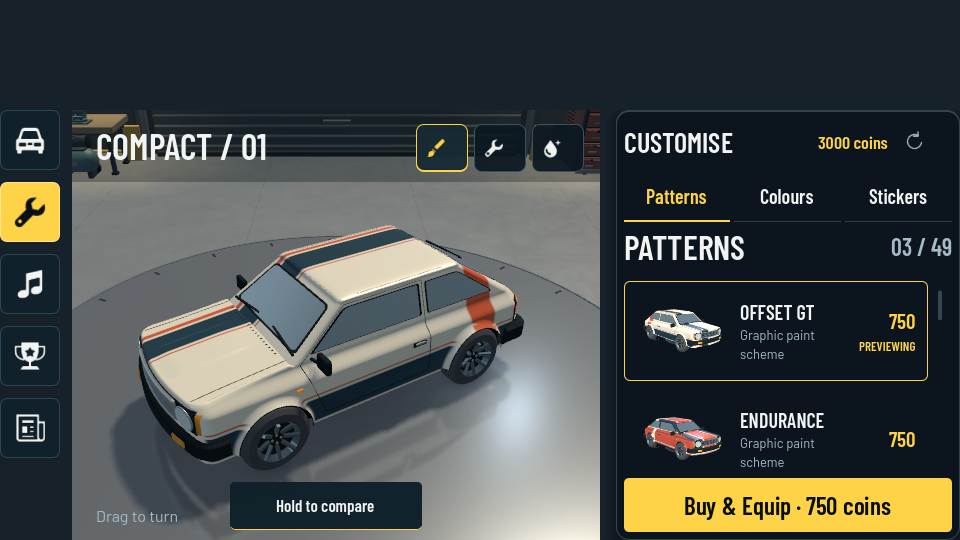 COMPACT / 01
Drag to turn
Hold to compare
CUSTOMISE
3000 coins
Patterns
Colours
Stickers
PATTERNS
03 / 49
OFFSET GT
Graphic paint
scheme
750
PREVIEWING
ENDURANCE
Graphic paint
scheme
750
Buy & Equip · 750 coins